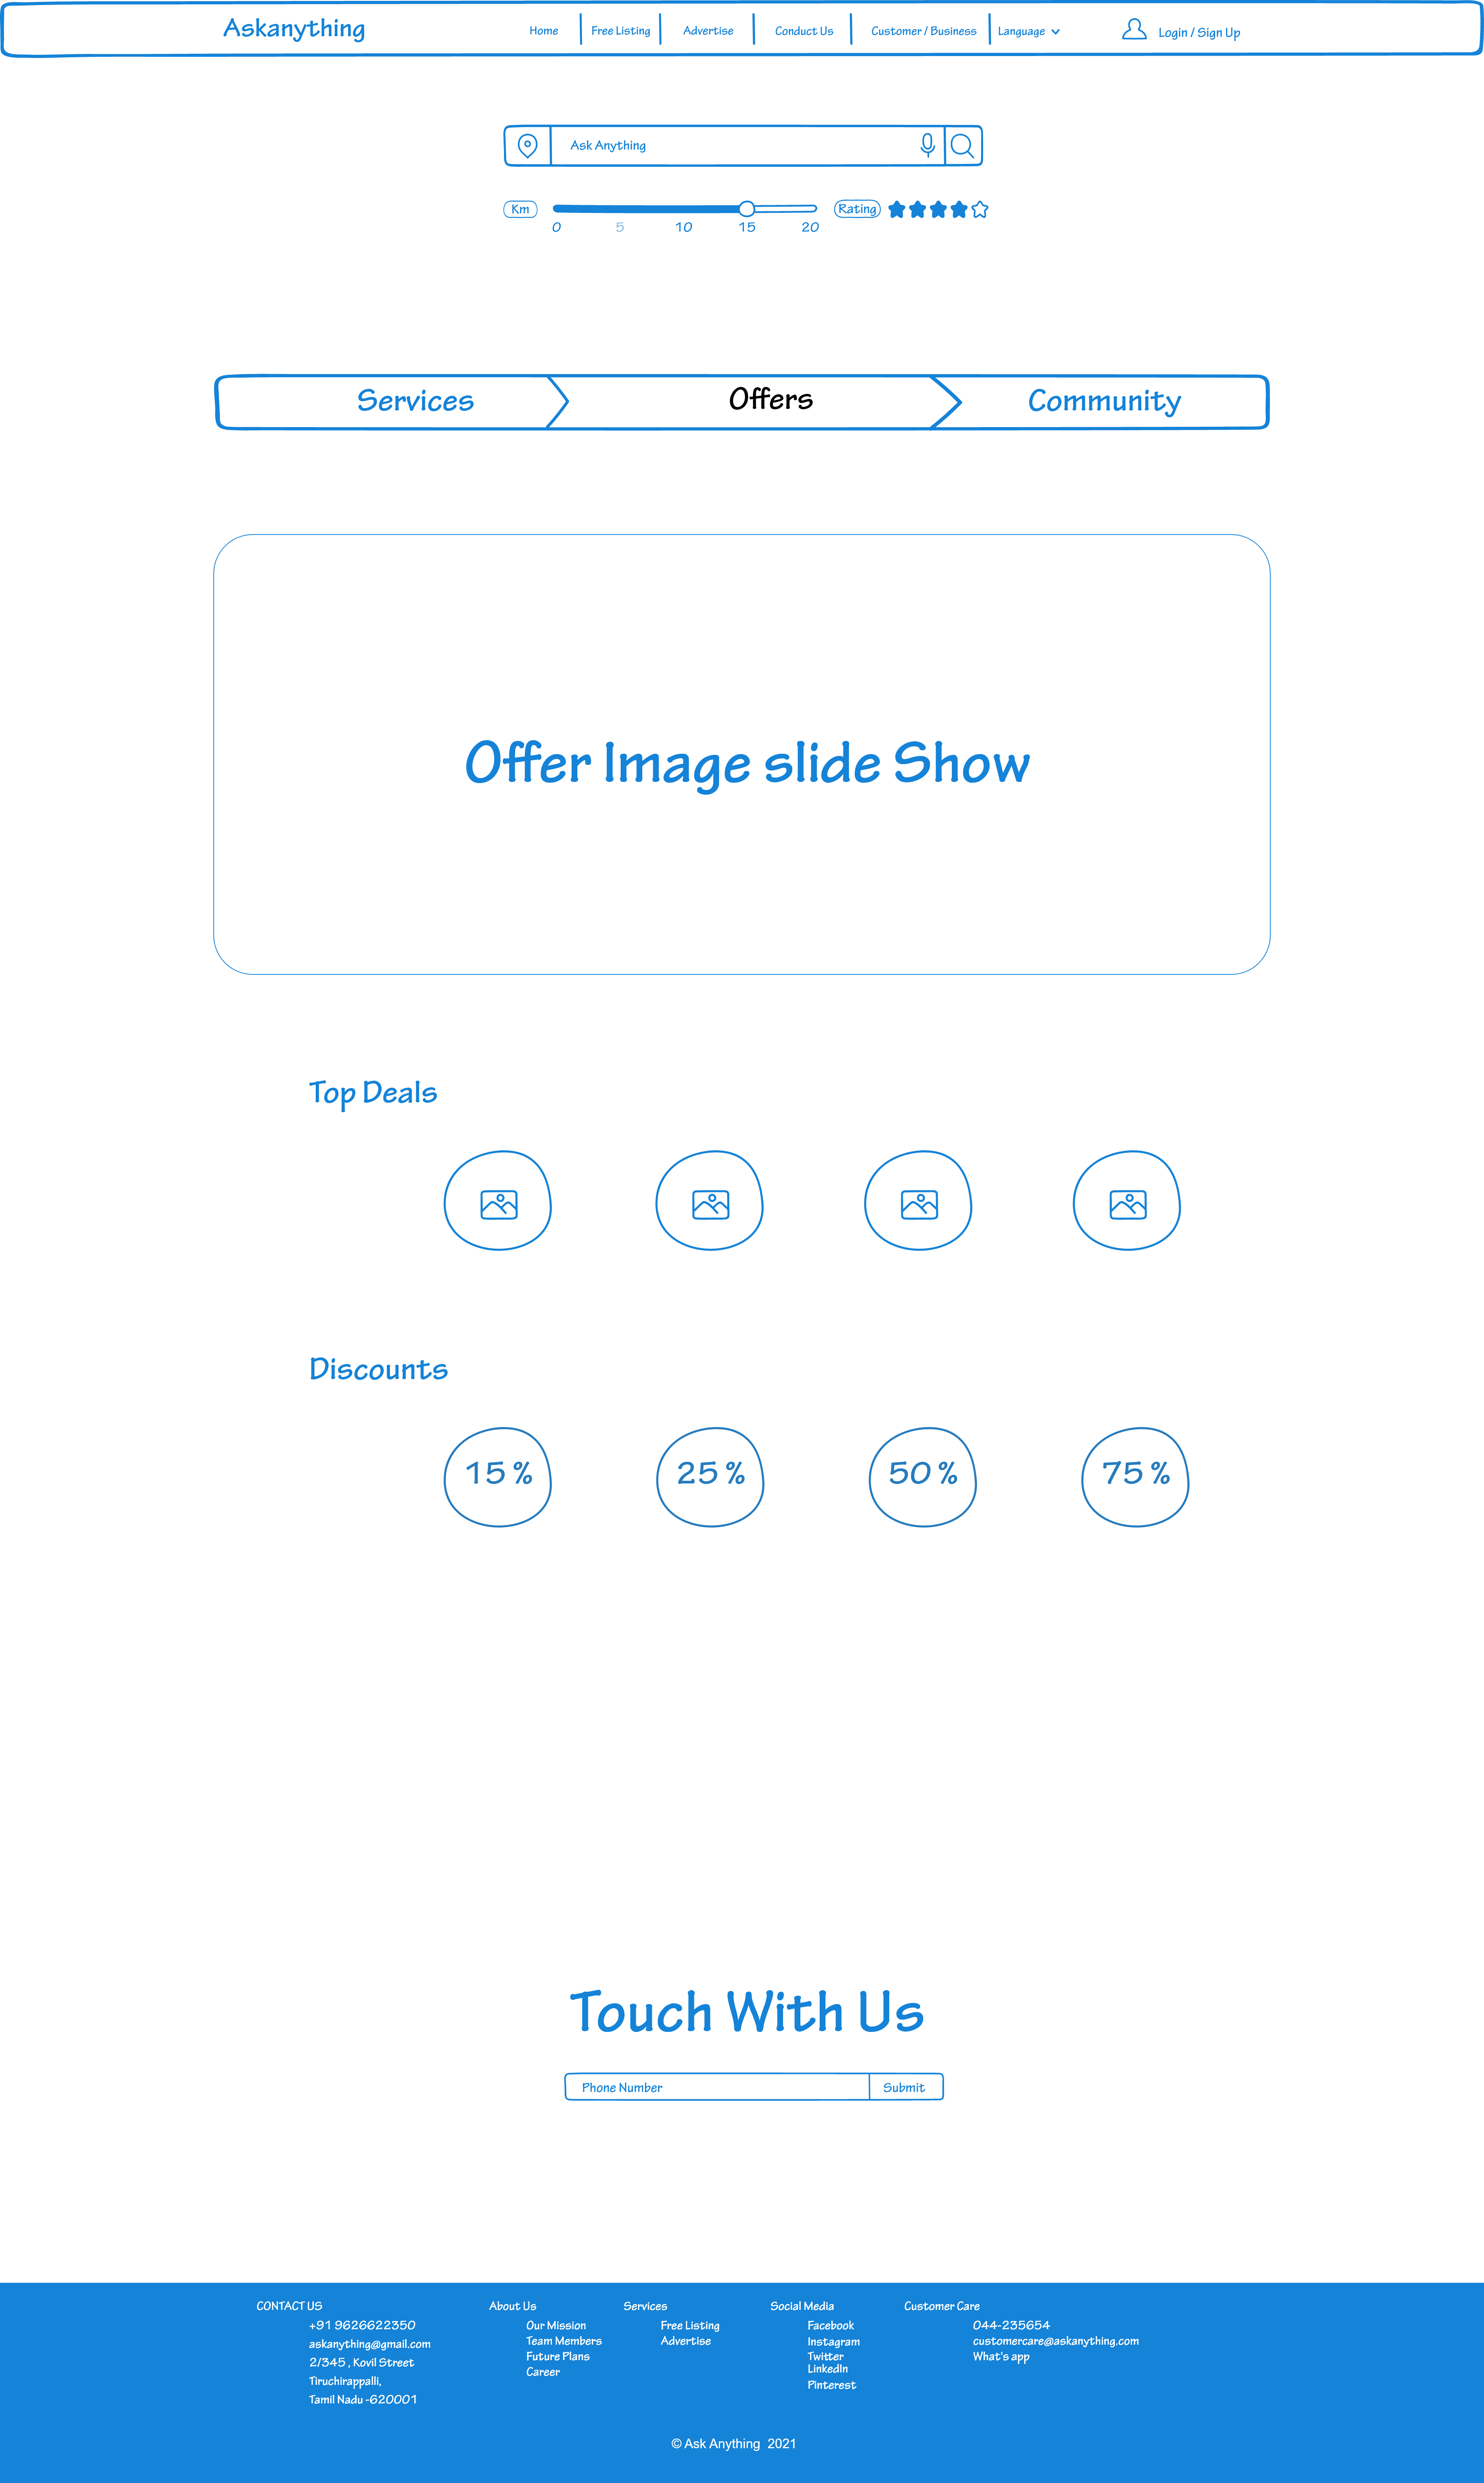 Askanything
Home
Free Listing
Advertise
Conduct Us
Customer / Business
Language
Login / Sign Up
Ask Anything
Km
0 5 10 15 20
Rating
Services
Offers
Community
Offer Image slide Show
Top Deals
Discounts
15 %
25 %
50 %
75 %
Touch With Us
Phone Number
Submit
CONTACT US
+91 9626622350
askanything@gmail.com
2/345 , Kovil Street
Tiruchirappalli,
Tamil Nadu -620001
About Us
Our Mission
Team Members
Future Plans
Career
Services
Free Listing
Advertise
Social Media
Facebook
Instagram
Twitter
LinkedIn
Pinterest
Customer Care
044-235654
customercare@askanything.com
What's app
© Ask Anything 2021